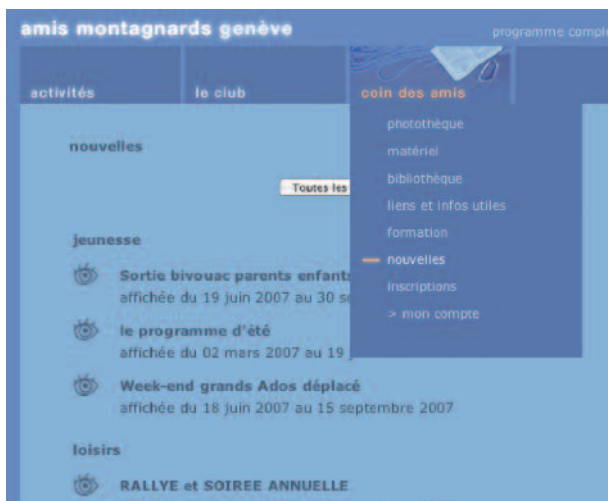 amis montagnards genève
programme comple
activités
le club
coin des amis
photothèque
matériel
bibliothèque
liens et infos utiles
formation
nouvelles
inscriptions
> mon compte
nouvelles
Toutes les
jeunesse
Sortie bivouac parents enfants
affichée du 19 juin 2007 au 30 s
le programme d'été
affichée du 02 mars 2007 au 19
Week-end grands Ados déplacé
affichée du 18 juin 2007 au 15 septembre 2007
loisirs
RALLYE et SOIREE ANNUELLE